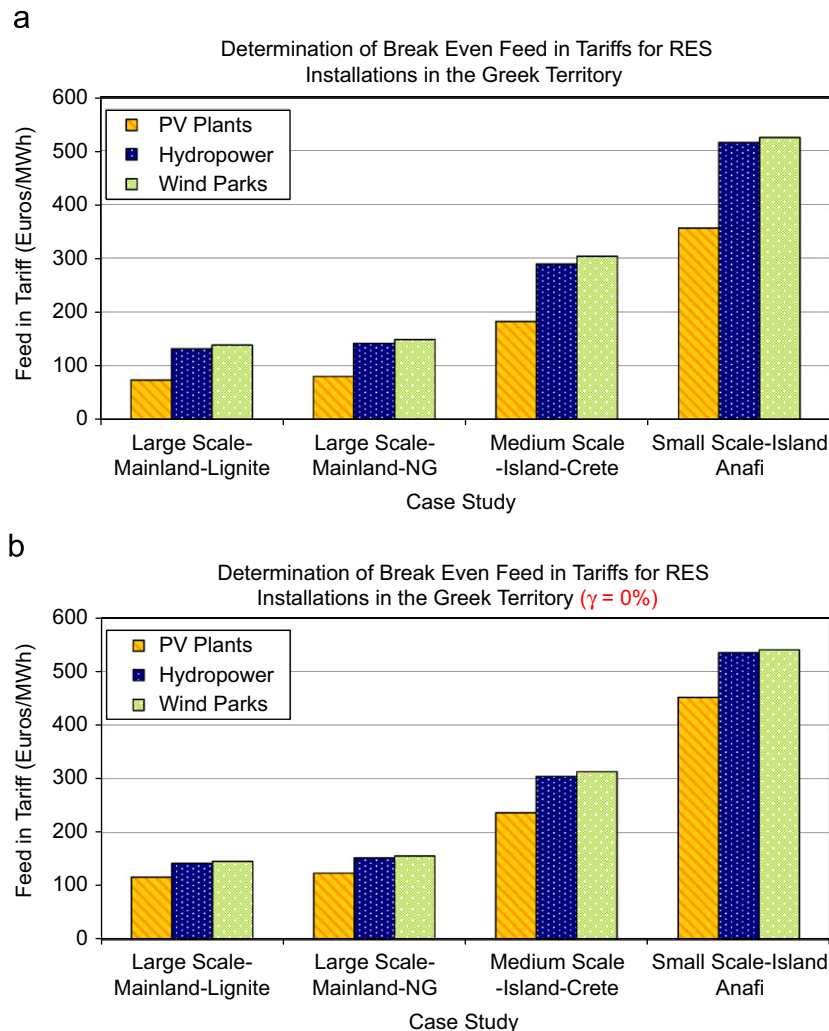 a
Determination of Break Even Feed in Tariffs for RES
Installations in the Greek Territory
600
500
400
300
200
100
0
Feed in Tariff (Euros/MWh)
PV Plants
Hydropower
Wind Parks
Large Scale-
Mainland-Lignite
Large Scale-
Mainland-NG
Medium Scale
-Island-Crete
Small Scale-Island
Anafi
Case Study
b
Determination of Break Even Feed in Tariffs for RES
Installations in the Greek Territory (γ = 0%)
600
500
400
300
200
100
0
Feed in Tariff (Euros/MWh)
PV Plants
Hydropower
Wind Parks
Large Scale-
Mainland-Lignite
Large Scale-
Mainland-NG
Medium Scale
-Island-Crete
Small Scale-Island
Anafi
Case Study